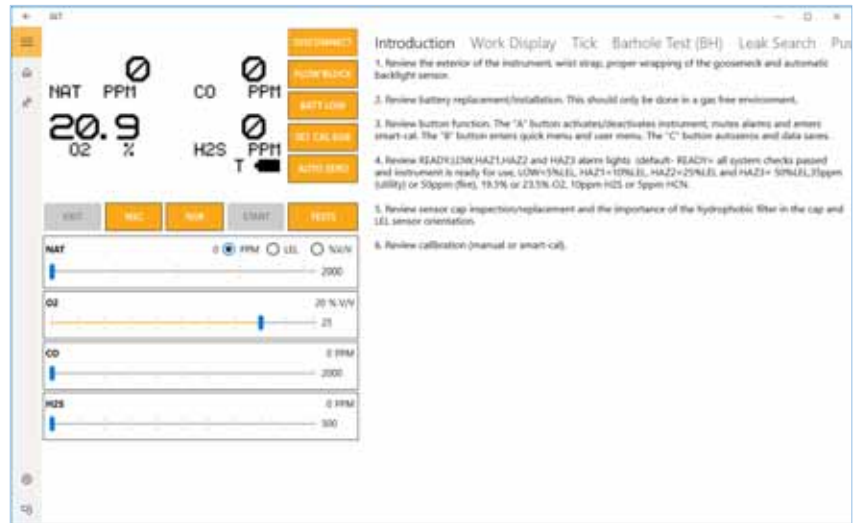 DISCONNECT
0 0
NAT PPM CO PPM
FLOW BLOCK
BATT LOW
20.9 0
O2 % H2S PPM
SET CAL
T
AUTO ZERO
EXIT START TESTS
NAT 0 PPM LEL %V/V
2000
O2 20 % V/V
25
CO 0 PPM
2000
H2S 0 PPM
500
Introduction Work Display Tick Barhole Test (BH) Leak Search Pu
1. Review the exterior of the instrument, wrist strap, proper wrapping of the gooseneck and automatic
backlight sensor.
2. Review battery replacement/installation. This should only be done in a gas free environment.
3. Review button function. The "A" button activates/deactivates instrument, mutes alarms and enters
smart-cal. The "B" button enters quick menu and user menu. The "C" button autozeros and data saves.
4. Review READY,LOW,HAZ1,HAZ2 and HAZ3 alarm lights (default- READY= all system checks passed
and instrument is ready for use, LOW=5%LEL, HAZ1=10%LEL, HAZ2=25%LEL and HAZ3= 50%LEL,35ppm
(utility) or 50ppm (fire), 19.5% or 23.5% O2, 10ppm H2S or 5ppm HCN.
5. Review sensor cap inspection/replacement and the importance of the hydrophobic filter in the cap and
LEL sensor orientation.
6. Review calibration (manual or smart-cal).